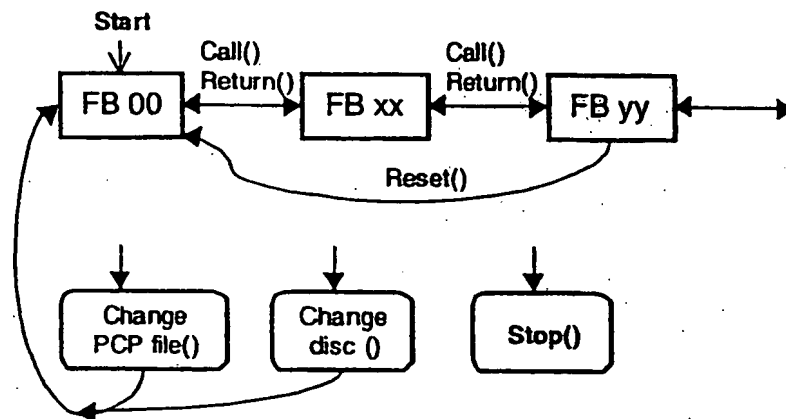 Start
Call()
Return()
Call()
Return()
FB 00
FB xx
FB yy
Reset()
Change
PCP file()
Change
disc ()
Stop()